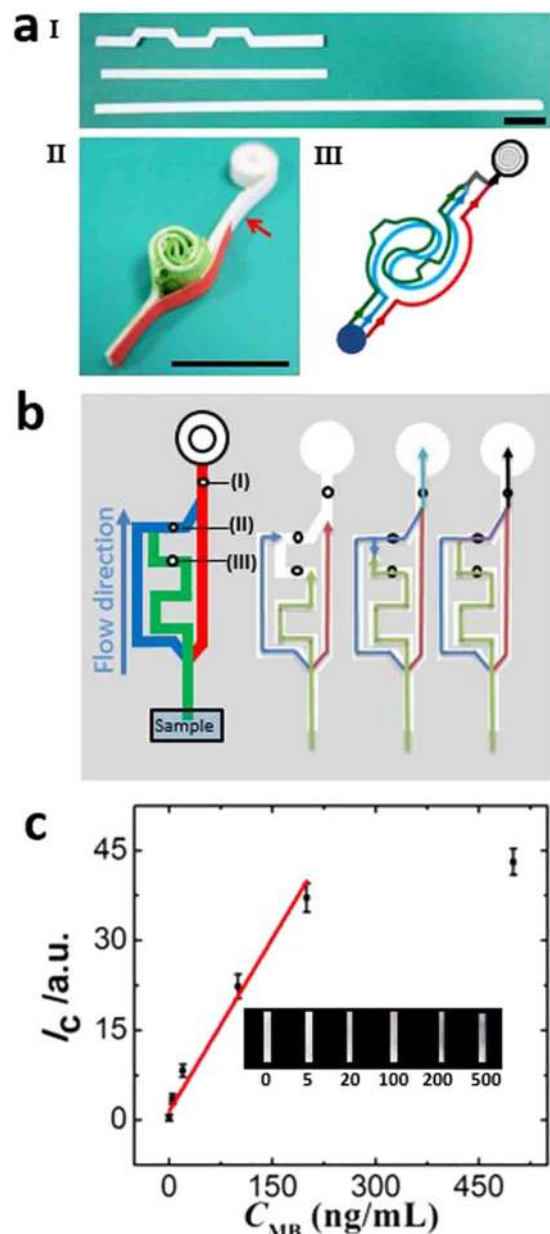 a
I
II
III
b
(I)
(II)
(III)
Flow direction
Sample
c
I_C /a.u.
45
30
15
0
0 5 20 100 200 500
0 150 300 450
C_MB (ng/mL)